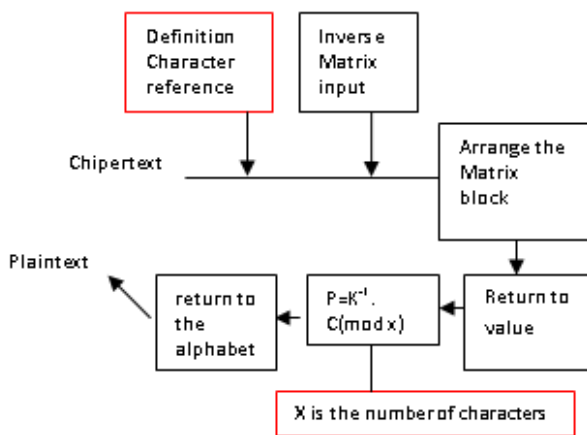 Definition
Character
reference
Inverse
Matrix
input
Chipertext
Arrange the
Matrix
block
Plaintext
return to
the
alphabet
P=K⁻¹.
C(mod x)
Return to
value
X is the number of characters